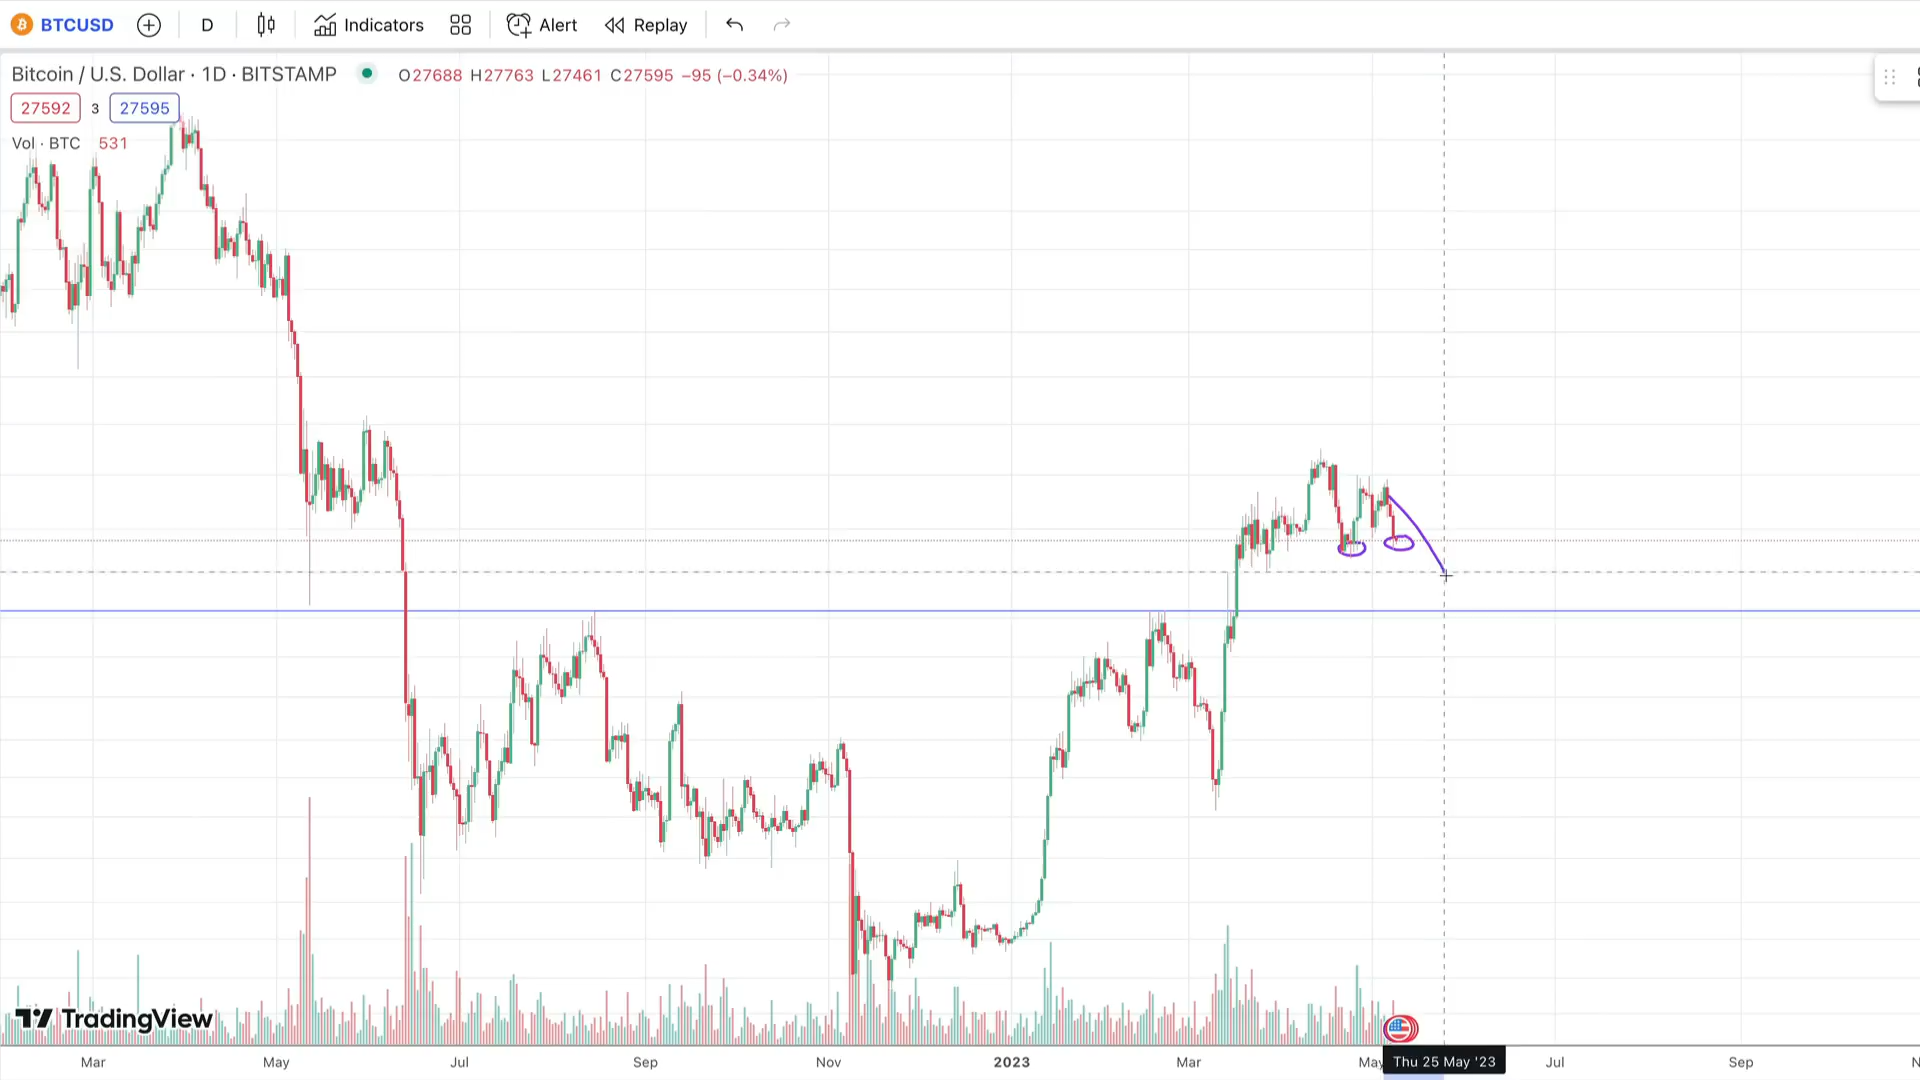 BTCUSD D Indicators Alert Replay
Bitcoin / U.S. Dollar · 1D · BITSTAMP O27688 H27763 L27461 C27595 −95 (−0.34%)
27592 3 27595
Vol · BTC 531
TradingView
Mar May Jul Sep Nov 2023 Mar May Thu 25 May '23 Jul Sep N